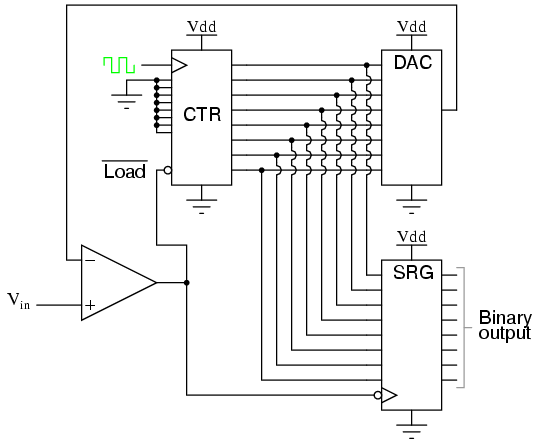 Vdd
Vdd
DAC
CTR
Load
Vdd
SRG
−
Vin
+
Binary
output